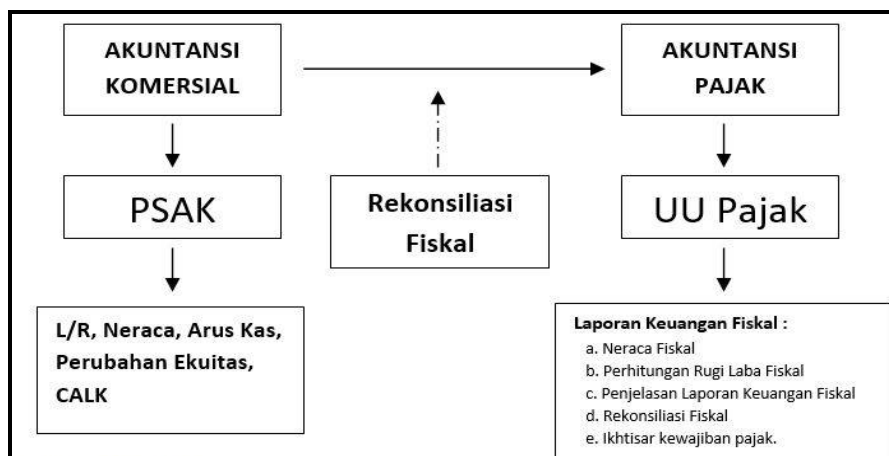 AKUNTANSI
KOMERSIAL
AKUNTANSI
PAJAK
PSAK
Rekonsiliasi
Fiskal
UU Pajak
L/R, Neraca, Arus Kas,
Perubahan Ekuitas,
CALK
Laporan Keuangan Fiskal :
a. Neraca Fiskal
b. Perhitungan Rugi Laba Fiskal
c. Penjelasan Laporan Keuangan Fiskal
d. Rekonsiliasi Fiskal
e. Ikhtisar kewajiban pajak.